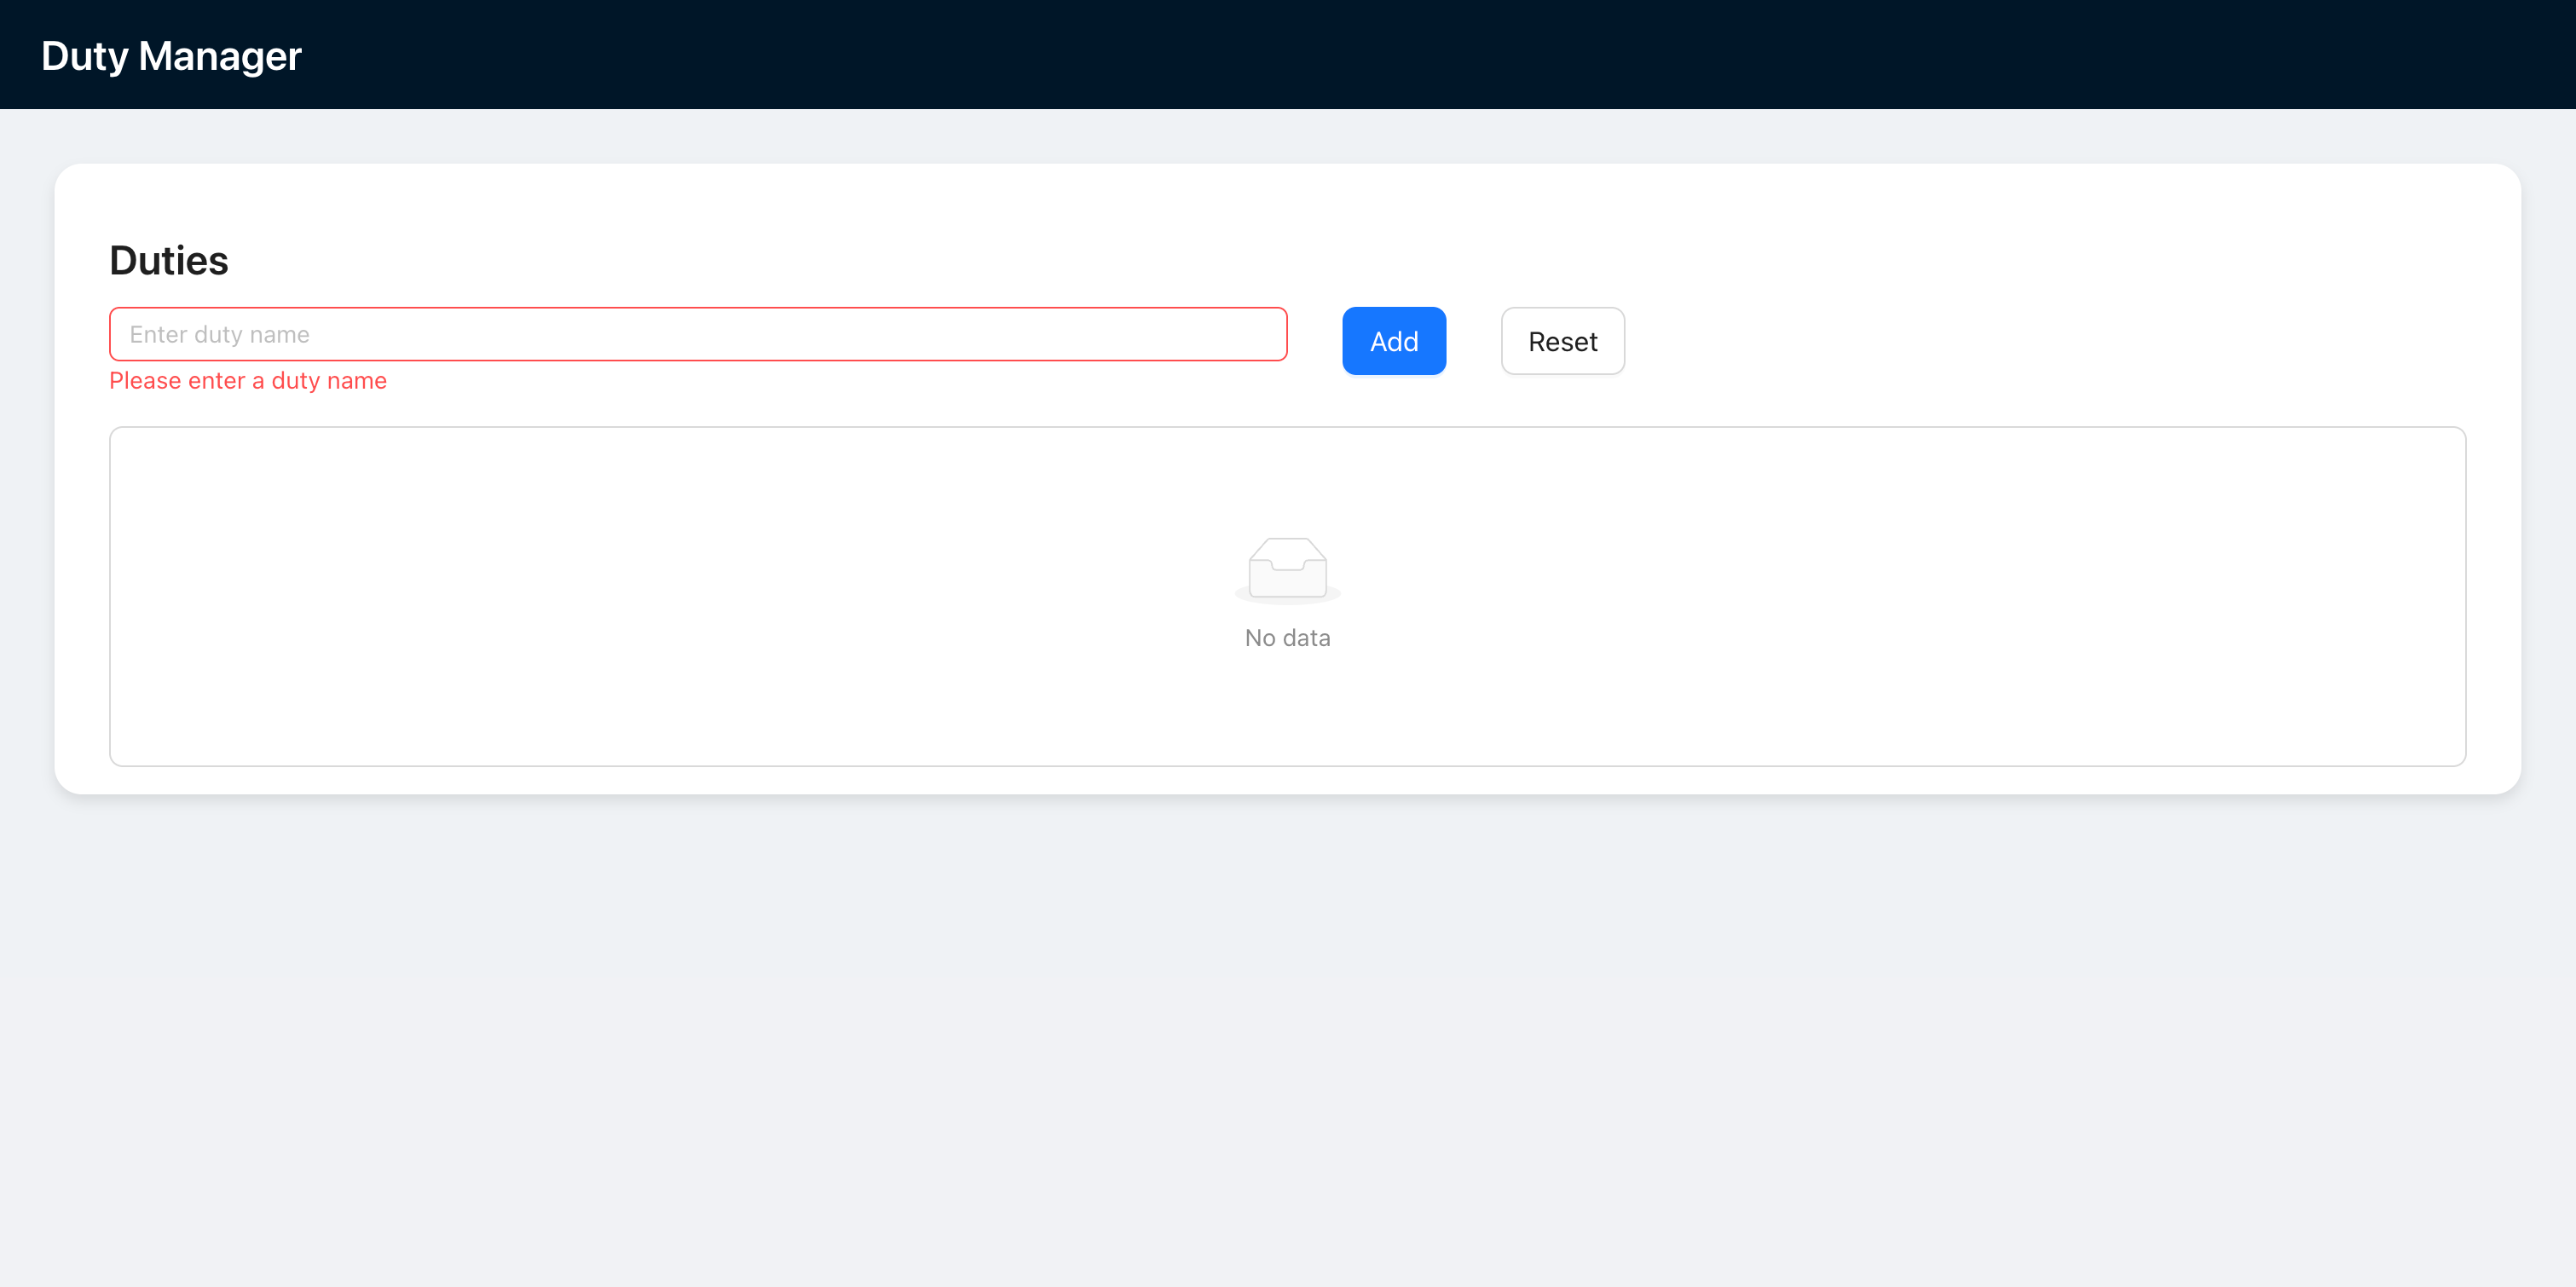 Duty Manager
Duties
Enter duty name
Add
Reset
Please enter a duty name
No data